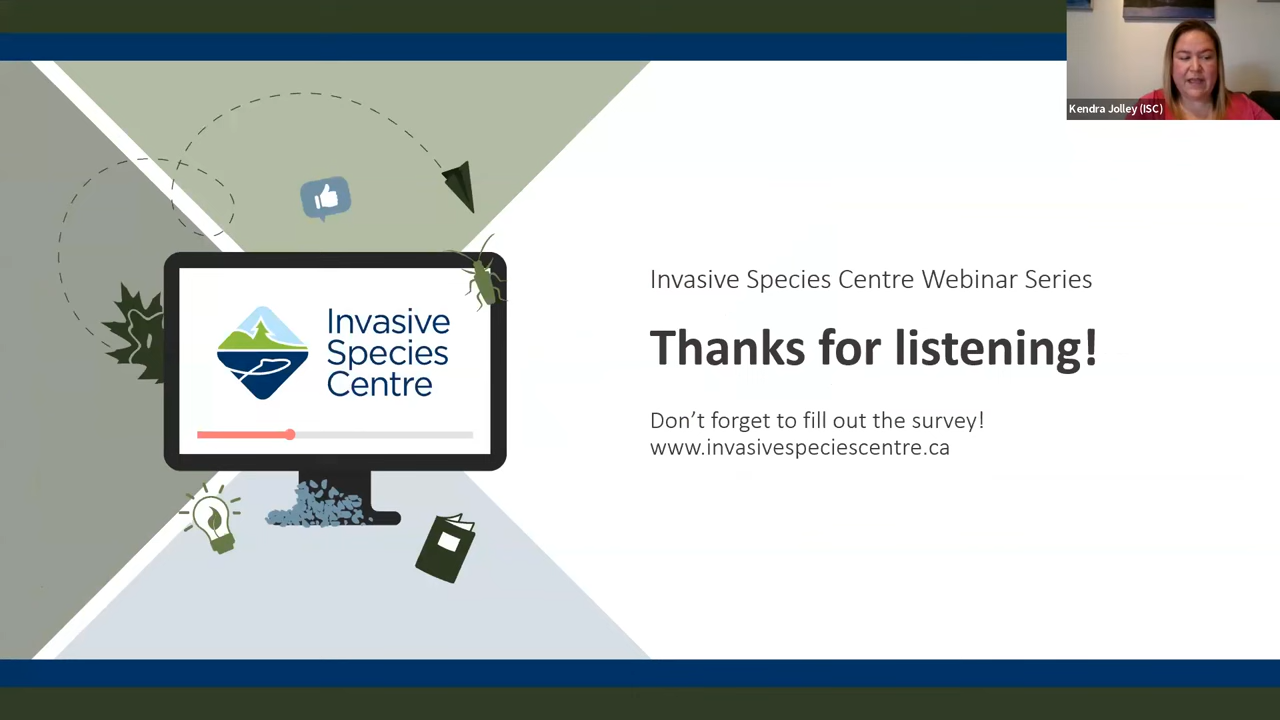 Kendra Jolley (ISC)
Invasive
Species
Centre
Invasive Species Centre Webinar Series
Thanks for listening!
Don’t forget to fill out the survey!
www.invasivespeciescentre.ca